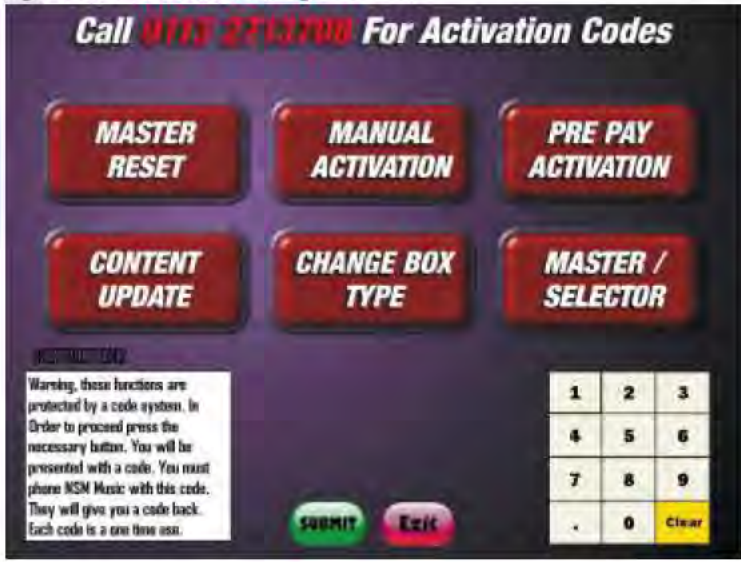 Call 0113 2713708 For Activation Codes
MASTER
RESET
MANUAL
ACTIVATION
PRE PAY
ACTIVATION
CONTENT
UPDATE
CHANGE BOX
TYPE
MASTER /
SELECTOR
Warning, these functions are
protected by a code system. In
Order to proceed press the
necessary button. You will be
presented with a code. You must
phone NSM Music with this code.
They will give you a code back.
Each code is a one time use.
1 2 3
4 5 6
7 8 9
. 0 Clear
SUBMIT Exit